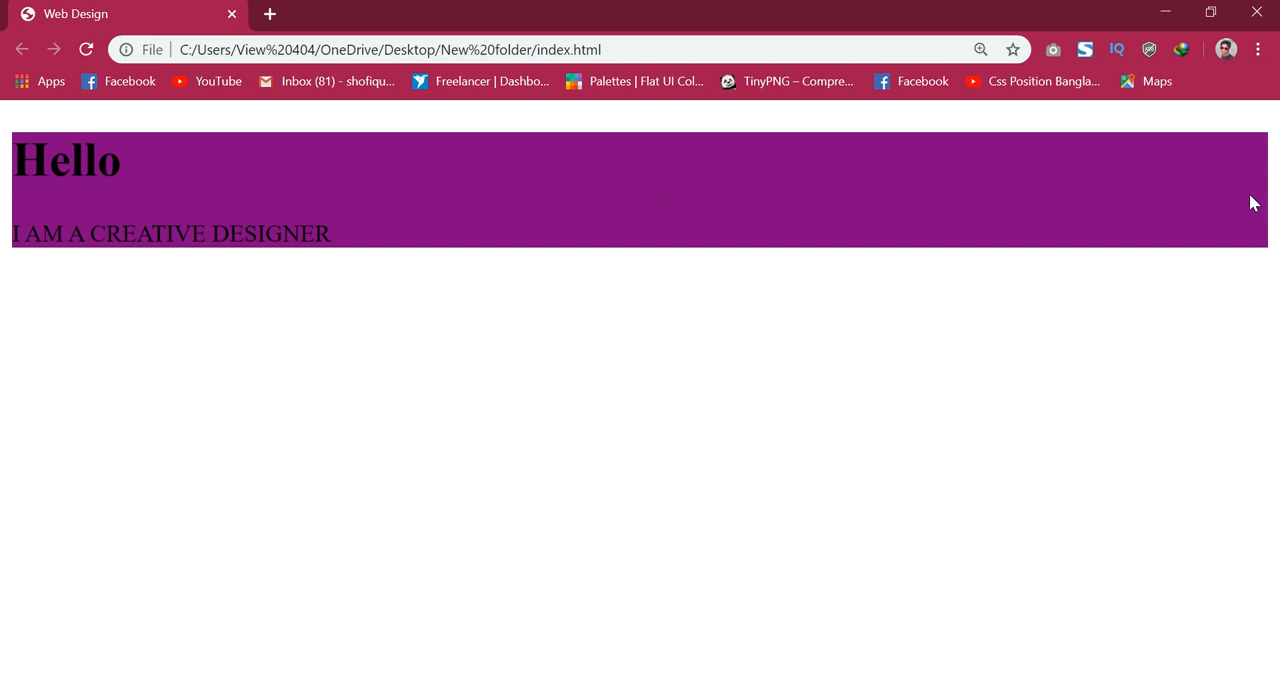 Web Design
File C:/Users/View%20404/OneDrive/Desktop/New%20folder/index.html
Apps Facebook YouTube Inbox (81) - shofiqu... Freelancer | Dashbo... Palettes | Flat UI Col... TinyPNG – Compre... Facebook Css Position Bangla... Maps
Hello
I AM A CREATIVE DESIGNER